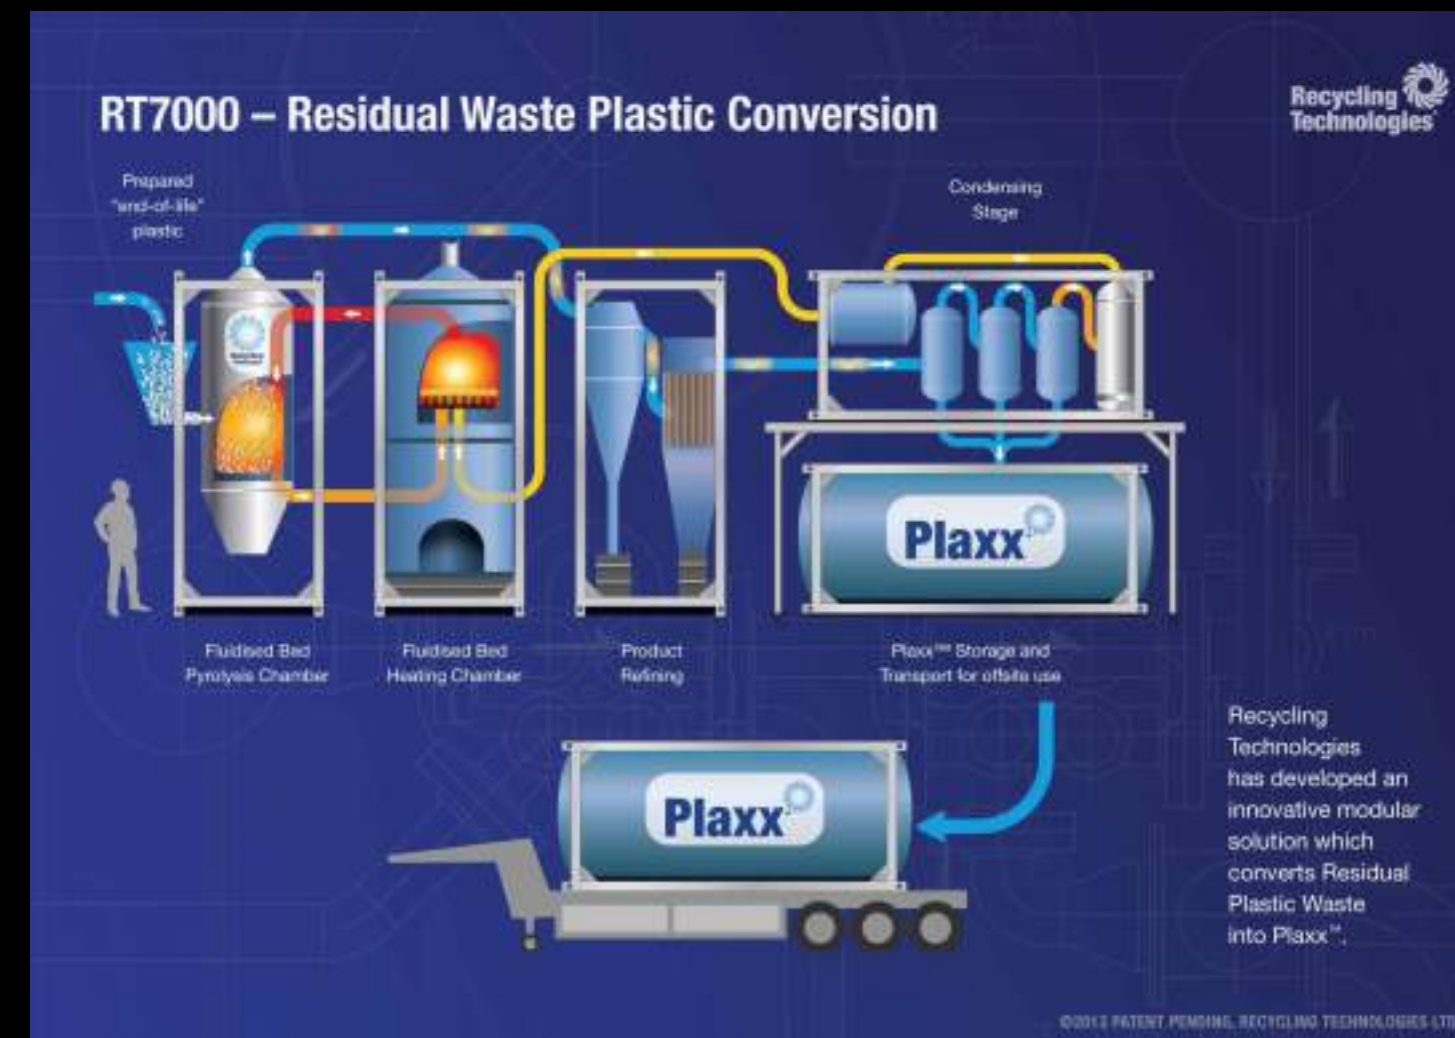 RT7000 – Residual Waste Plastic Conversion
Recycling
Technologies
Prepared
"end-of-life"
plastic
Condensing
Stage
Plaxx
Fluidised Bed
Pyrolysis Chamber
Fluidised Bed
Heating Chamber
Product
Refining
Plaxx™ Storage and
Transport for offsite use
Plaxx
Recycling
Technologies
has developed an
innovative modular
solution which
converts Residual
Plastic Waste
into Plaxx™.
©2013 PATENT PENDING. RECYCLING TECHNOLOGIES LTD